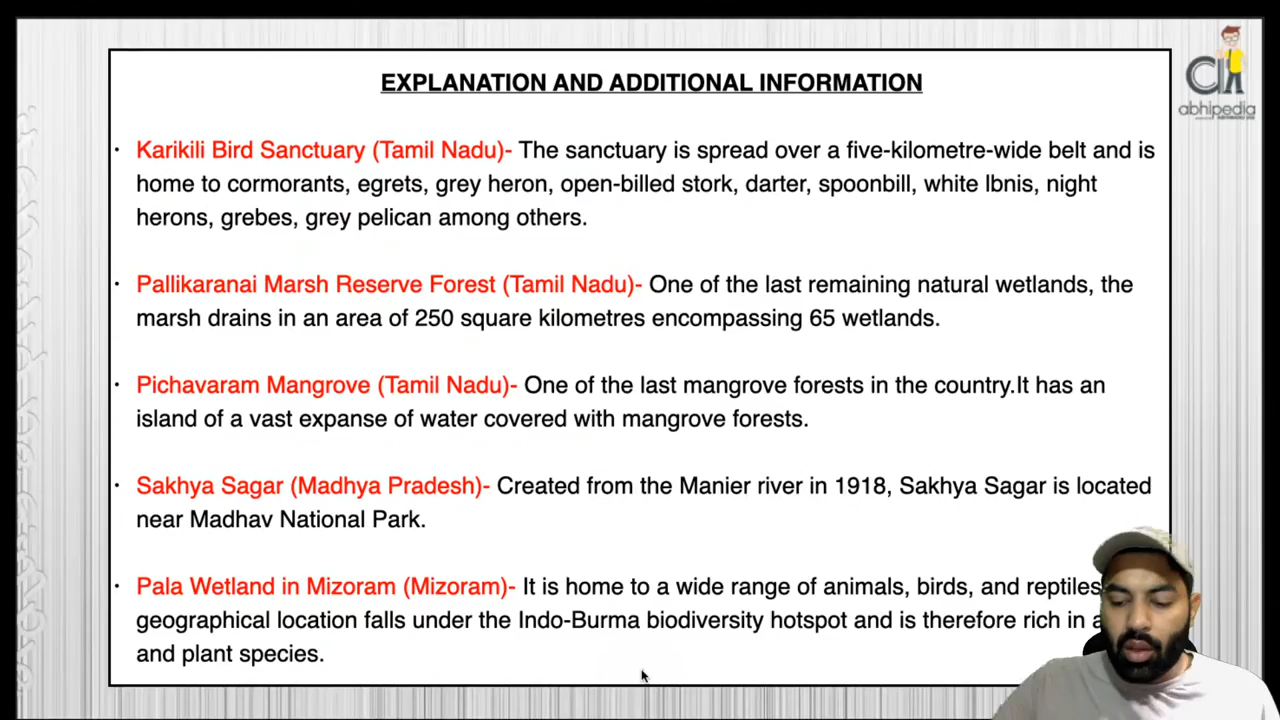 EXPLANATION AND ADDITIONAL INFORMATION
abhipedia
· Karikili Bird Sanctuary (Tamil Nadu)- The sanctuary is spread over a five-kilometre-wide belt and is
home to cormorants, egrets, grey heron, open-billed stork, darter, spoonbill, white Ibnis, night
herons, grebes, grey pelican among others.
· Pallikaranai Marsh Reserve Forest (Tamil Nadu)- One of the last remaining natural wetlands, the
marsh drains in an area of 250 square kilometres encompassing 65 wetlands.
· Pichavaram Mangrove (Tamil Nadu)- One of the last mangrove forests in the country.It has an
island of a vast expanse of water covered with mangrove forests.
· Sakhya Sagar (Madhya Pradesh)- Created from the Manier river in 1918, Sakhya Sagar is located
near Madhav National Park.
· Pala Wetland in Mizoram (Mizoram)- It is home to a wide range of animals, birds, and reptiles
geographical location falls under the Indo-Burma biodiversity hotspot and is therefore rich in
and plant species.